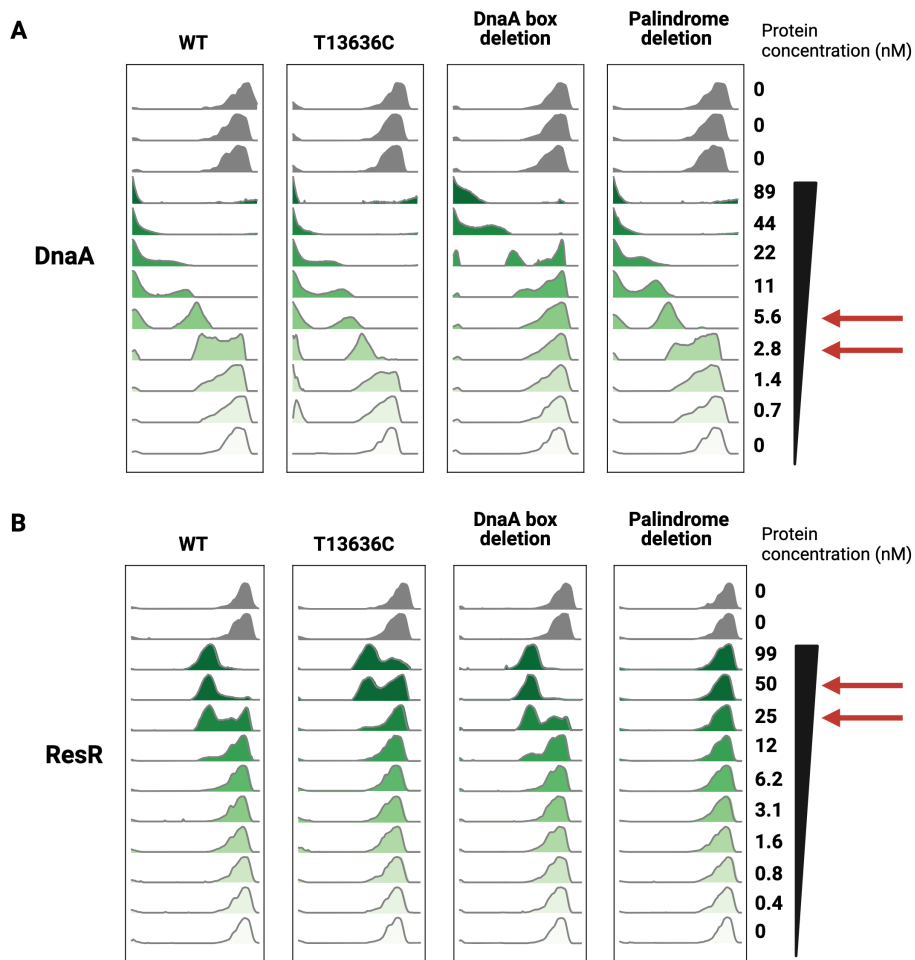 A
WT
T13636C
DnaA box
deletion
Palindrome
deletion
Protein
concentration (nM)
0
0
0
89
44
DnaA
22
11
5.6
2.8
1.4
0.7
0
B
WT
T13636C
DnaA box
deletion
Palindrome
deletion
Protein
concentration (nM)
0
0
99
50
25
ResR
12
6.2
3.1
1.6
0.8
0.4
0